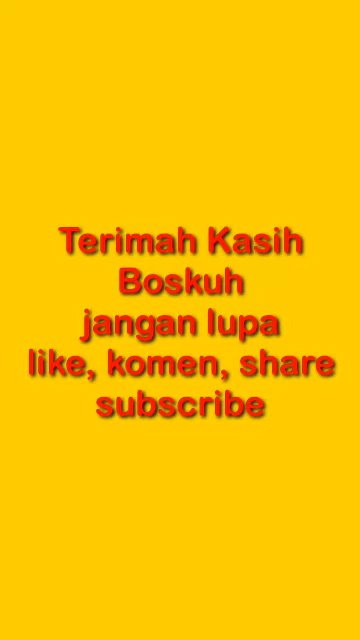 Terimah Kasih
Boskuh
jangan lupa
like, komen, share
subscribe